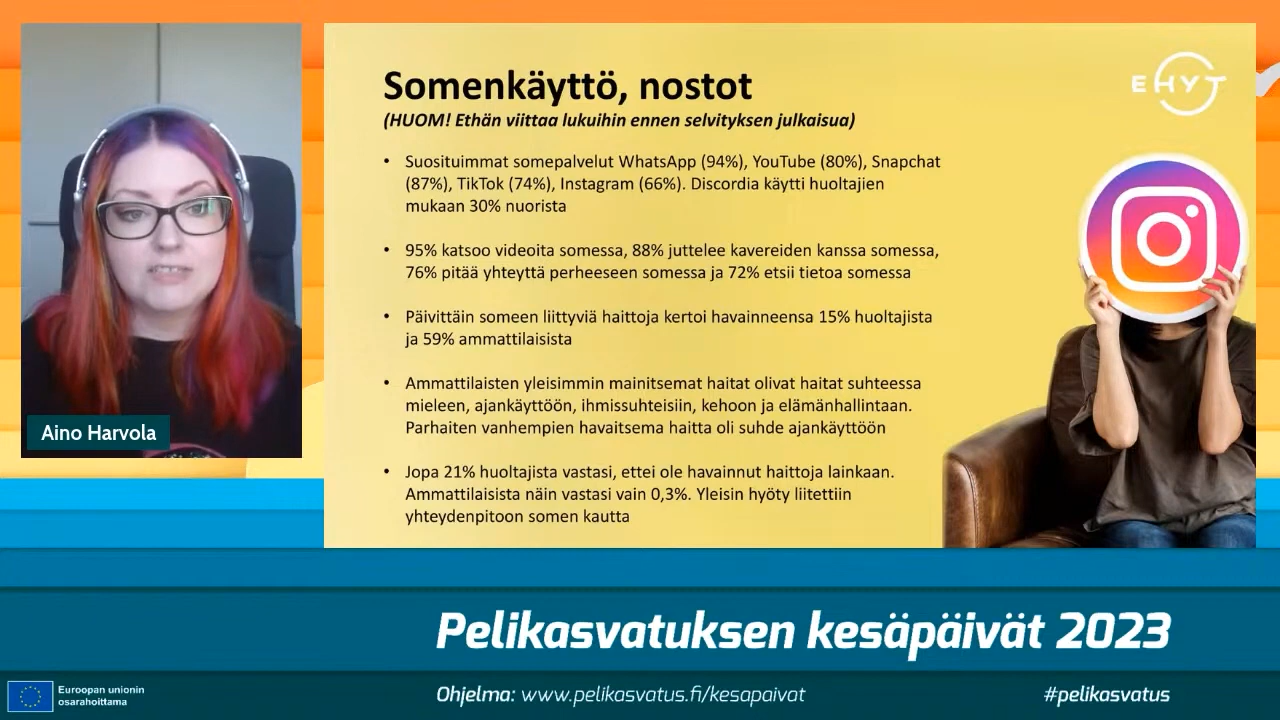 Aino Harvola
EHYT
Somenkäyttö, nostot
(HUOM! Ethän viittaa lukuihin ennen selvityksen julkaisua)
• Suosituimmat somepalvelut WhatsApp (94%), YouTube (80%), Snapchat
(87%), TikTok (74%), Instagram (66%). Discordia käytti huoltajien
mukaan 30% nuorista
• 95% katsoo videoita somessa, 88% juttelee kavereiden kanssa somessa,
76% pitää yhteyttä perheeseen somessa ja 72% etsii tietoa somessa
• Päivittäin someen liittyviä haittoja kertoi havainneensa 15% huoltajista
ja 59% ammattilaisista
• Ammattilaisten yleisimmin mainitsemat haitat olivat haitat suhteessa
mieleen, ajankäyttöön, ihmissuhteisiin, kehoon ja elämänhallintaan.
Parhaiten vanhempien havaitsema haitta oli suhde ajankäyttöön
• Jopa 21% huoltajista vastasi, ettei ole havainnut haittoja lainkaan.
Ammattilaisista näin vastasi vain 0,3%. Yleisin hyöty liitettiin
yhteydenpitoon somen kautta
Pelikasvatuksen kesäpäivät 2023
Euroopan unionin
osarahoittama
Ohjelma: www.pelikasvatus.fi/kesapaivat
#pelikasvatus